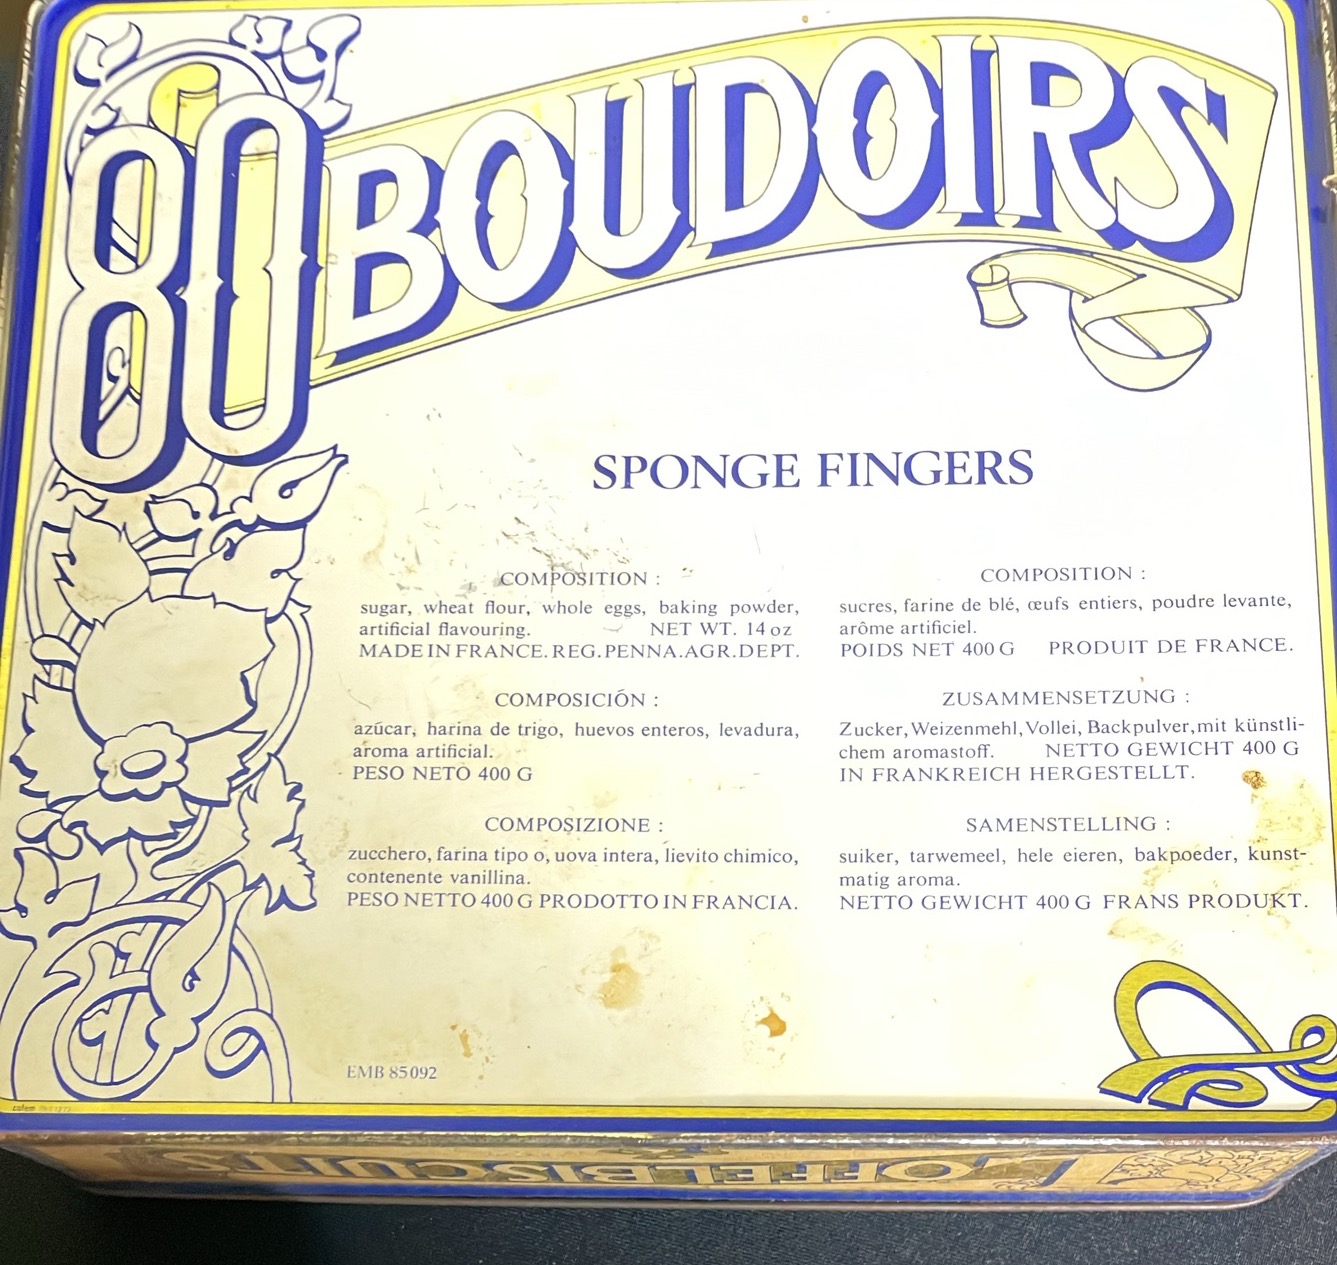 80 BOUDOIRS
SPONGE FINGERS
COMPOSITION :
sugar, wheat flour, whole eggs, baking powder,
artificial flavouring. NET WT. 14 oz
MADE IN FRANCE. REG. PENNA. AGR. DEPT.
COMPOSITION :
sucres, farine de blé, œufs entiers, poudre levante,
arôme artificiel.
POIDS NET 400 G PRODUIT DE FRANCE.
COMPOSICIÓN :
azúcar, harina de trigo, huevos enteros, levadura,
aroma artificial.
PESO NETO 400 G
ZUSAMMENSETZUNG :
Zucker, Weizenmehl, Vollei, Backpulver, mit künstli-
chem aromastoff. NETTO GEWICHT 400 G
IN FRANKREICH HERGESTELLT.
COMPOSIZIONE :
zucchero, farina tipo o, uova intera, lievito chimico,
contenente vanillina.
PESO NETTO 400 G PRODOTTO IN FRANCIA.
SAMENSTELLING :
suiker, tarwemeel, hele eieren, bakpoeder, kunst-
matig aroma.
NETTO GEWICHT 400 G FRANS PRODUKT.
EMB 85092